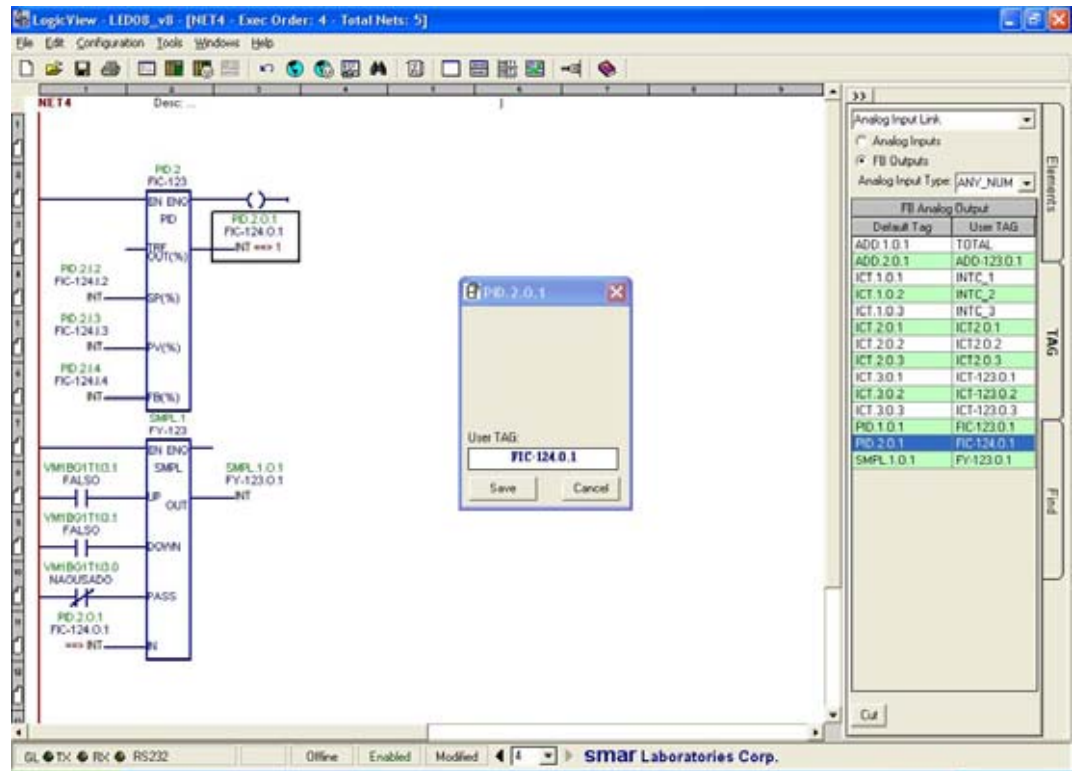 LogicView - LED08_v8 - [NET4 - Exec Order: 4 - Total Nets: 5]
File Edit Configuration Tools Windows Help
NET4 Desc: ...
PID.2
FIC-123
EN ENO
PID
PID.2.O.1
FIC-124.O.1
INT ==> 1
TRF
OUT(%)
PID.2.I.2
FIC-124.I.2
INT SP(%)
PID.2.I.3
FIC-124.I.3
INT PV(%)
PID.2.I.4
FIC-124.I.4
INT FB(%)
SMPL.1
FY-123
EN ENO
SMPL
SMPL.1.O.1
FY-123.O.1
INT
VM1BG1T1I3.1
FALSO
UP OUT
FALSO
DOWN
NAOUSADO
PASS
PID.2.O.1
FIC-124.O.1
==> INT IN
PID.2.O.1
User TAG:
FIC-124.O.1
Save Cancel
>>
Analog Input Link
Analog Inputs
FB Outputs
Analog Input Type: ANY_NUM
FB Analog Output
Default Tag User TAG
ADD.1.O.1 TOTAL
ADD.2.O.1 ADD-123.O.1
ICT.1.O.1 INTC_1
ICT.1.O.2 INTC_2
ICT.1.O.3 INTC_3
ICT.2.O.1 ICT2.O.1
ICT.2.O.2 ICT2.O.2
ICT.2.O.3 ICT2.O.3
ICT.3.O.1 ICT-123.O.1
ICT.3.O.2 ICT-123.O.2
ICT.3.O.3 ICT-123.O.3
PID.1.O.1 FIC-123.O.1
PID.2.O.1 FIC-124.O.1
SMPL.1.O.1 FY-123.O.1
Cut
Elements
TAG
Find
GL TX RX RS232 Offline Enabled Modified 4 smar Laboratories Corp.